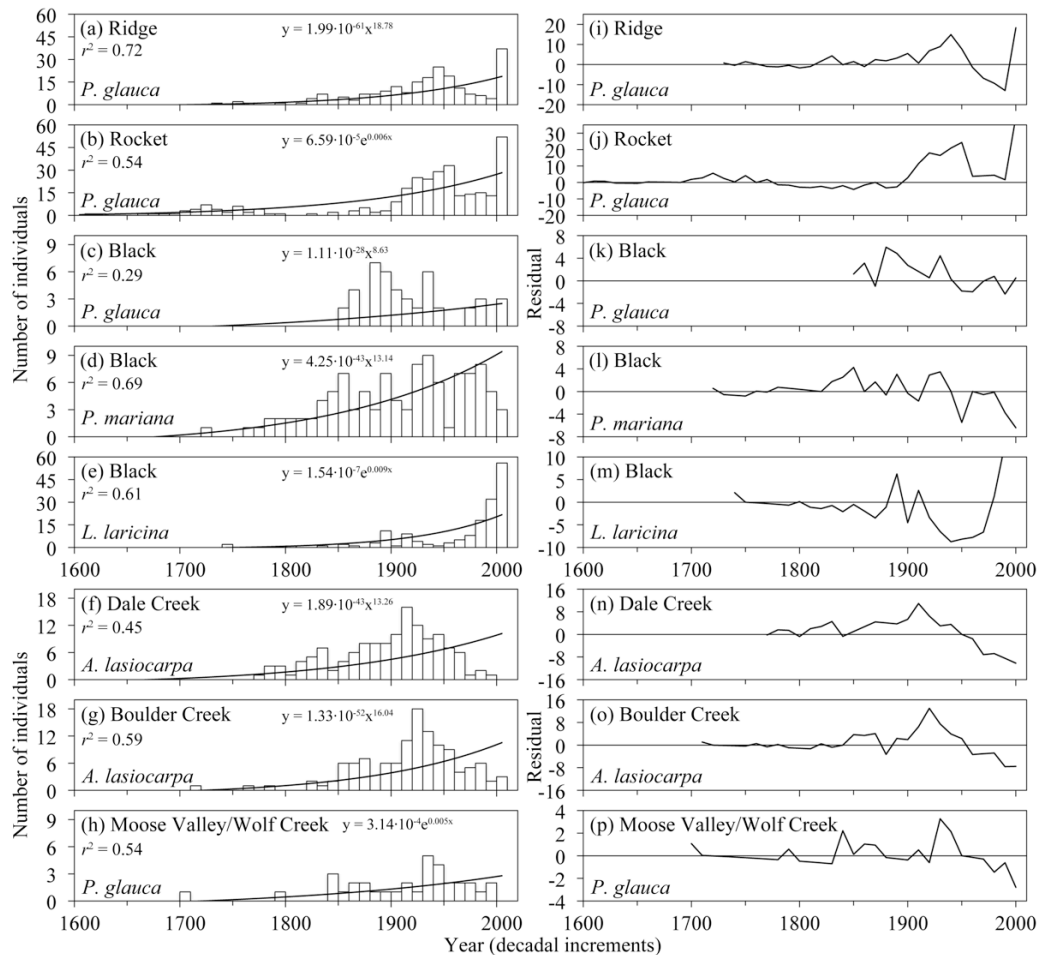 (a) Ridge
y = 1.99·10⁻⁶¹x¹⁸·⁷⁸
r² = 0.72
P. glauca
60
45
30
15
0
(b) Rocket
y = 6.59·10⁻⁵e⁰·⁰⁰⁶ˣ
r² = 0.54
P. glauca
60
45
30
15
0
(c) Black
y = 1.11·10⁻²⁸x⁸·⁶³
r² = 0.29
P. glauca
9
6
3
0
(d) Black
y = 4.25·10⁻⁴³x¹³·¹⁴
r² = 0.69
P. mariana
9
6
3
0
(e) Black
y = 1.54·10⁻⁷e⁰·⁰⁰⁹ˣ
r² = 0.61
L. laricina
60
45
30
15
0
1600 1700 1800 1900 2000
Number of individuals
(f) Dale Creek
y = 1.89·10⁻⁴³x¹³·²⁶
r² = 0.45
A. lasiocarpa
18
12
6
0
(g) Boulder Creek
y = 1.33·10⁻⁵²x¹⁶·⁰⁴
r² = 0.59
A. lasiocarpa
18
12
6
0
(h) Moose Valley/Wolf Creek y = 3.14·10⁻⁴e⁰·⁰⁰⁵ˣ
r² = 0.54
P. glauca
9
6
3
0
1600 1700 1800 1900 2000
Number of individuals
(i) Ridge
P. glauca
20
10
0
-10
-20
(j) Rocket
P. glauca
30
20
10
0
-10
-20
(k) Black
P. glauca
8
4
0
-4
-8
(l) Black
P. mariana
8
4
0
-4
-8
(m) Black
L. laricina
10
5
0
-5
-10
1600 1700 1800 1900 2000
Residual
(n) Dale Creek
A. lasiocarpa
16
8
0
-8
-16
(o) Boulder Creek
A. lasiocarpa
16
8
0
-8
-16
(p) Moose Valley/Wolf Creek
P. glauca
4
2
0
-2
-4
1600 1700 1800 1900 2000
Residual
Year (decadal increments)